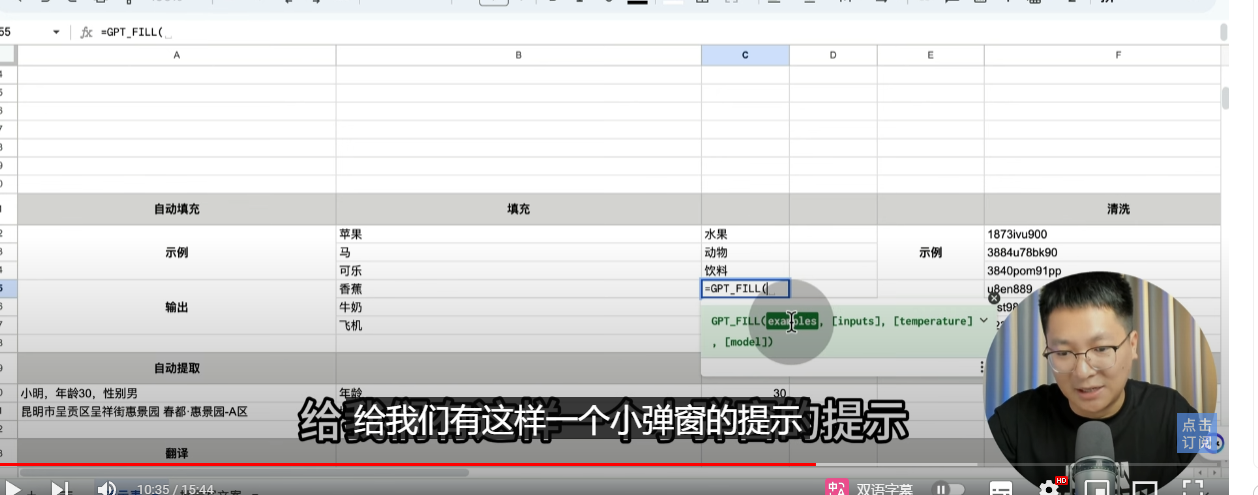 55
fx =GPT_FILL(
A B C D E F
自动填充 填充 清洗
苹果 水果 1873ivu900
示例 马 动物 示例 3884u78bk90
可乐 饮料 3840pom91pp
香蕉 =GPT_FILL( u8en889
输出 牛奶
飞机
GPT_FILL(examples, [inputs], [temperature]
, [model])
自动提取
小明，年龄30，性别男 年龄 30
昆明市呈贡区呈祥街惠景园 春都·惠景园-A区
给我们有这样一个小弹窗的提示
点击
订阅
翻译
10:35 / 15:44
双语字幕
HD